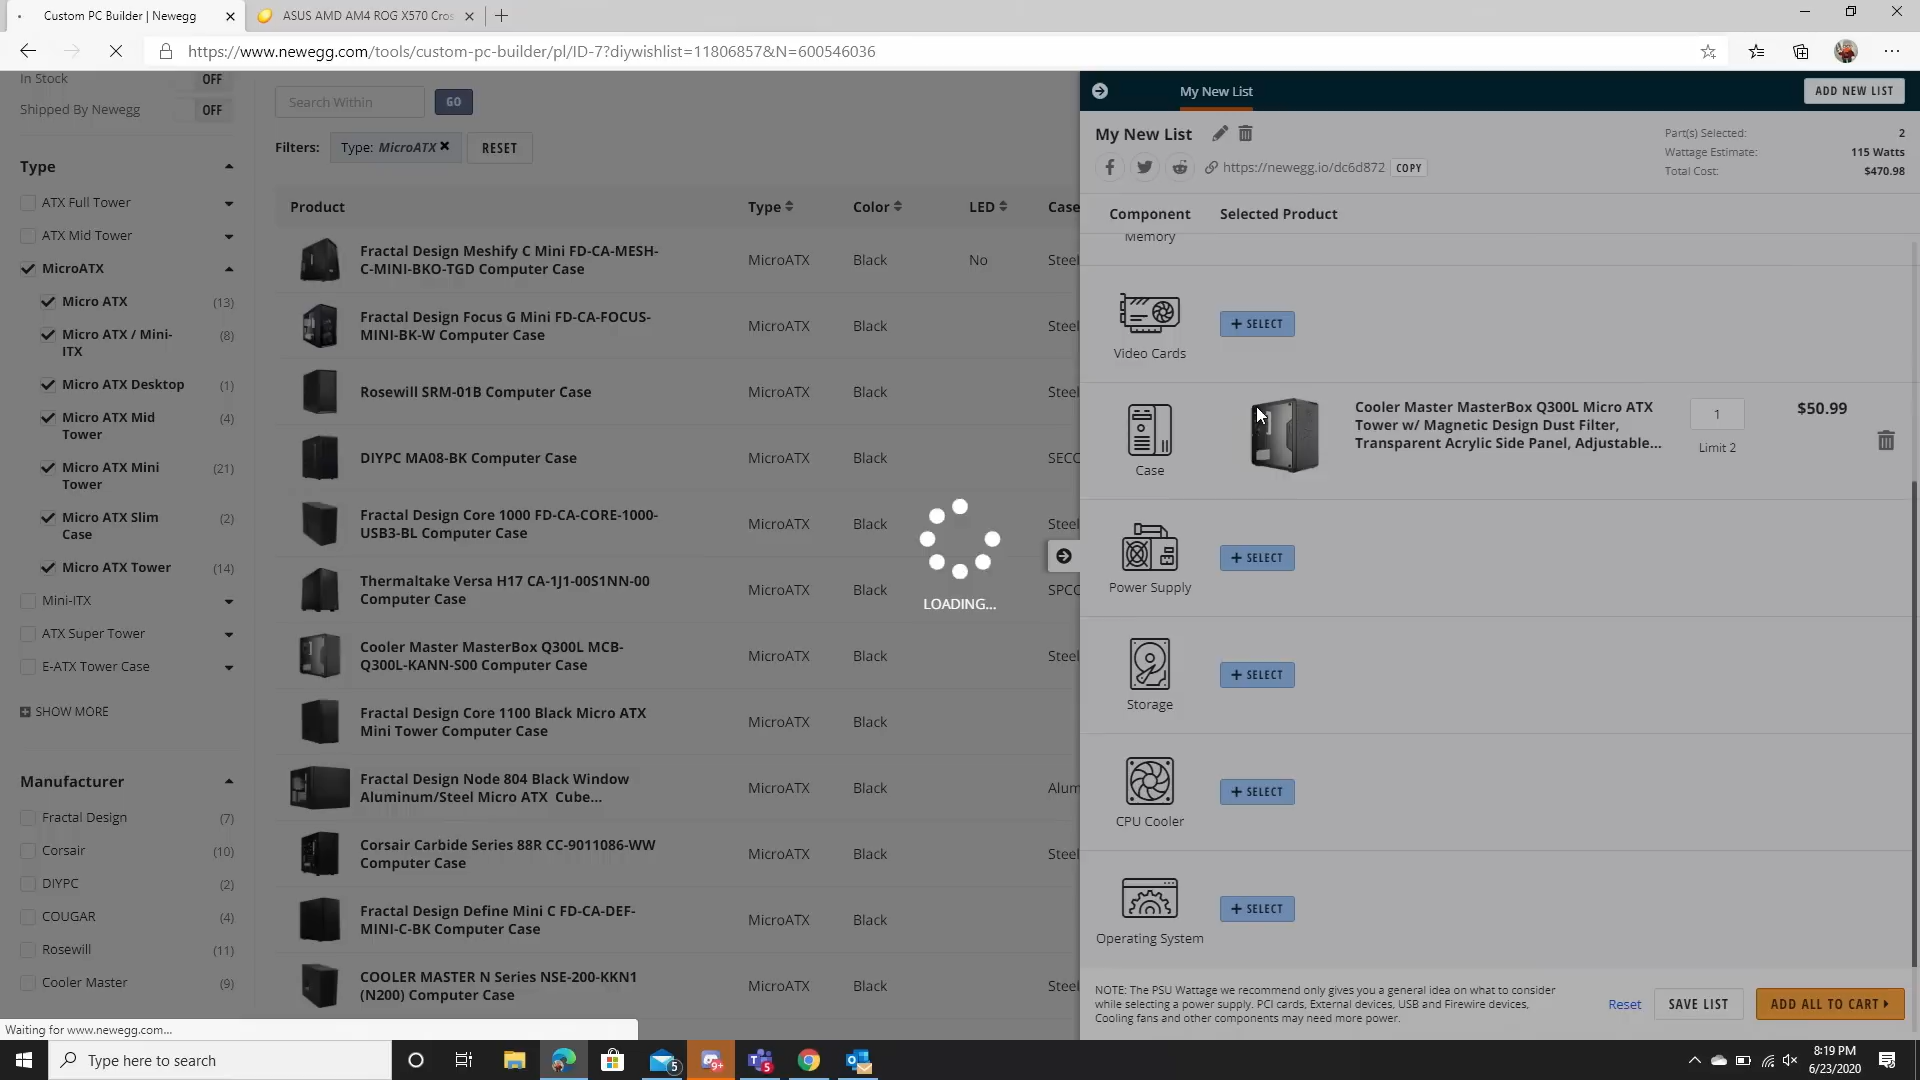 Custom PC Builder | Newegg
ASUS AMD AM4 ROG X570 Cros
https://www.newegg.com/tools/custom-pc-builder/pl/ID-7?diywishlist=11806857&N=600546036
In Stock OFF
Shipped By Newegg OFF
Type
ATX Full Tower
ATX Mid Tower
MicroATX
Micro ATX (13)
Micro ATX / Mini-ITX (8)
Micro ATX Desktop (1)
Micro ATX Mid Tower (4)
Micro ATX Mini Tower (21)
Micro ATX Slim Case (2)
Micro ATX Tower (14)
Mini-ITX
ATX Super Tower
E-ATX Tower Case
SHOW MORE
Manufacturer
Fractal Design (7)
Corsair (10)
DIYPC (2)
COUGAR (4)
Rosewill (11)
Cooler Master (9)
Search Within GO
Filters: Type: MicroATX RESET
Product Type Color LED Case
Fractal Design Meshify C Mini FD-CA-MESH-
C-MINI-BKO-TGD Computer Case
MicroATX Black No Steel
Fractal Design Focus G Mini FD-CA-FOCUS-
MINI-BK-W Computer Case
MicroATX Black Steel
Rosewill SRM-01B Computer Case
MicroATX Black Steel
DIYPC MA08-BK Computer Case
MicroATX Black SECC
Fractal Design Core 1000 FD-CA-CORE-1000-
USB3-BL Computer Case
MicroATX Black Steel
Thermaltake Versa H17 CA-1J1-00S1NN-00
Computer Case
MicroATX Black SPCC
Cooler Master MasterBox Q300L MCB-
Q300L-KANN-S00 Computer Case
MicroATX Black Steel
Fractal Design Core 1100 Black Micro ATX
Mini Tower Computer Case
MicroATX Black
Fractal Design Node 804 Black Window
Aluminum/Steel Micro ATX Cube...
MicroATX Black Alum
Corsair Carbide Series 88R CC-9011086-WW
Computer Case
MicroATX Black Steel
Fractal Design Define Mini C FD-CA-DEF-
MINI-C-BK Computer Case
MicroATX Black
COOLER MASTER N Series NSE-200-KKN1
(N200) Computer Case
MicroATX Black Steel
LOADING...
My New List
ADD NEW LIST
My New List
https://newegg.io/dc6d872 COPY
Part(s) Selected: 2
Wattage Estimate: 115 Watts
Total Cost: $470.98
Component Selected Product
Memory
Video Cards
+ SELECT
Case
Cooler Master MasterBox Q300L Micro ATX
Tower w/ Magnetic Design Dust Filter,
Transparent Acrylic Side Panel, Adjustable...
1
Limit 2
$50.99
Power Supply
+ SELECT
Storage
+ SELECT
CPU Cooler
+ SELECT
Operating System
+ SELECT
NOTE: The PSU Wattage we recommend only gives you a general idea on what to consider
while selecting a power supply. PCI cards, External devices, USB and Firewire devices,
Cooling fans and other components may need more power.
Reset
SAVE LIST
ADD ALL TO CART
Waiting for www.newegg.com...
Type here to search
5
9+
5
8:19 PM
6/23/2020